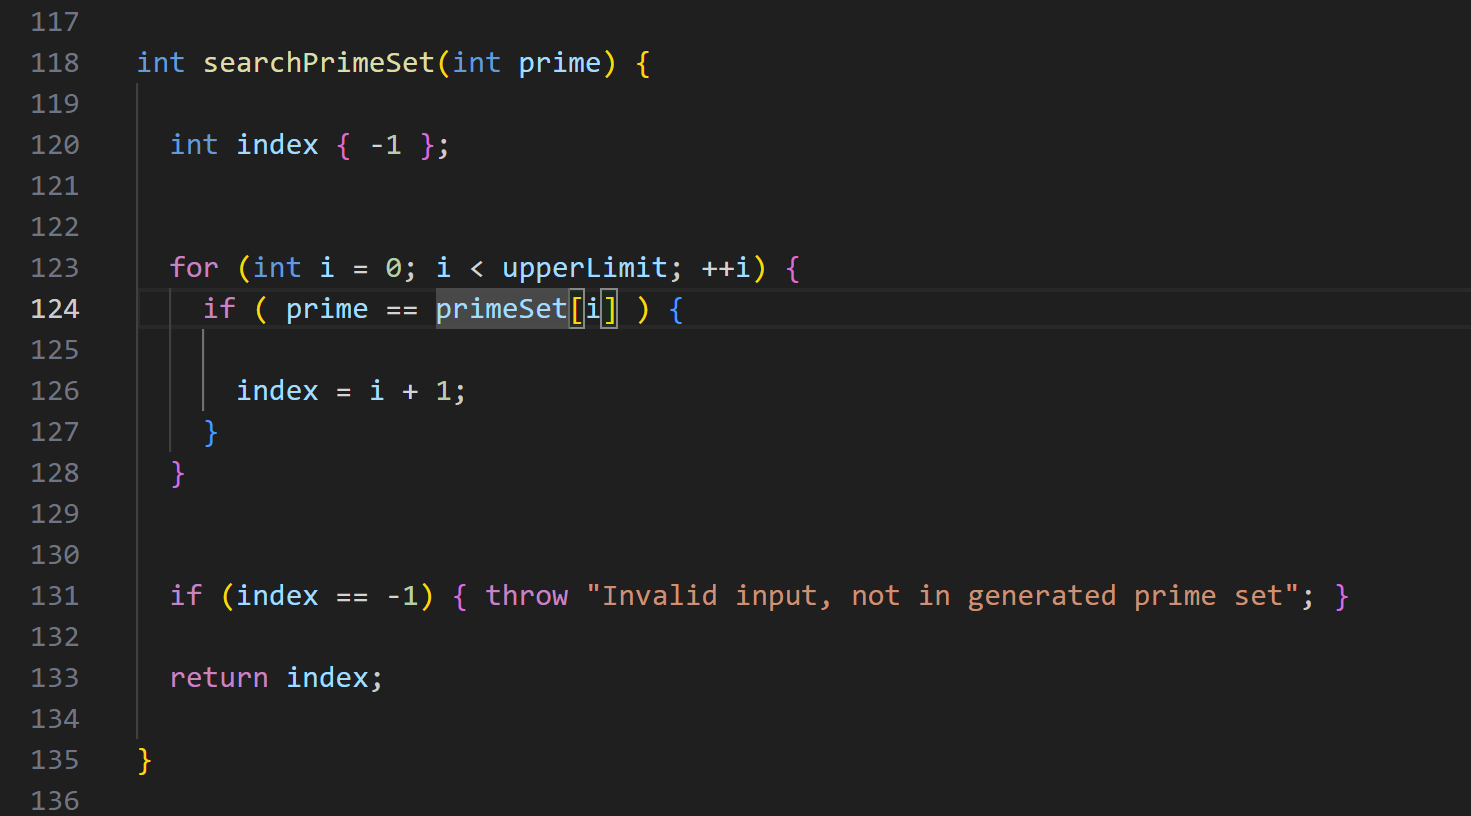 117
118 int searchPrimeSet(int prime) {
119
120 int index { -1 };
121
122
123 for (int i = 0; i < upperLimit; ++i) {
124 if ( prime == primeSet[i] ) {
125
126 index = i + 1;
127 }
128 }
129
130
131 if (index == -1) { throw "Invalid input, not in generated prime set"; }
132
133 return index;
134
135 }
136